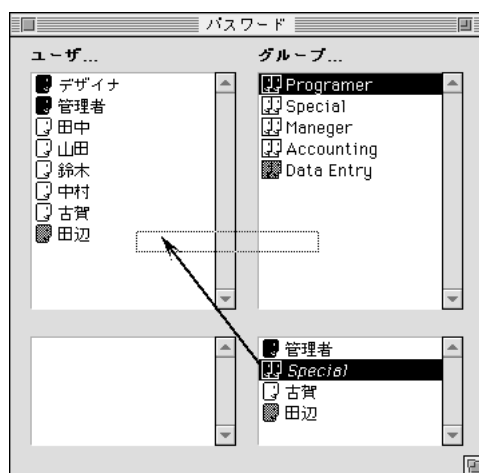 パスワード
ユーザ...
デザイナ
管理者
田中
山田
鈴木
中村
古賀
田辺
グループ...
Programer
Special
Maneger
Accounting
Data Entry
管理者
Special
古賀
田辺